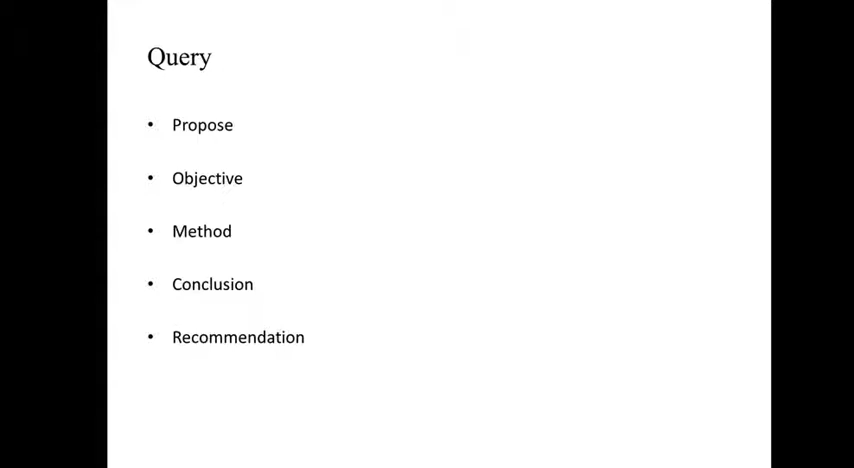 Query
• Propose
• Objective
• Method
• Conclusion
• Recommendation